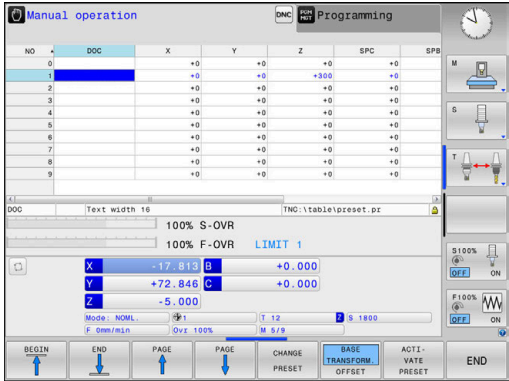 Manual operation
DNC
PGM MGT
Programming
NO DOC X Y Z SPC SPB
0 +0 +0 +0 +0
1 +0 +0 +300 +0
2 +0 +0 +0 +0
3 +0 +0 +0 +0
4 +0 +0 +0 +0
5 +0 +0 +0 +0
6 +0 +0 +0 +0
7 +0 +0 +0 +0
8 +0 +0 +0 +0
9 +0 +0 +0 +0
DOC Text width 16 TNC:\table\preset.pr
100% S-OVR
100% F-OVR LIMIT 1
X -17.813 B +0.000
Y +72.846 C +0.000
Z -5.000
Mode: NOML. 1 T 12 Z S 1800
F 0mm/min Ovr 100% M 5/9
M
S
T
S100%
OFF ON
F100%
OFF ON
BEGIN
END
PAGE
PAGE
CHANGE
PRESET
BASE
TRANSFORM.
OFFSET
ACTI-
VATE
PRESET
END